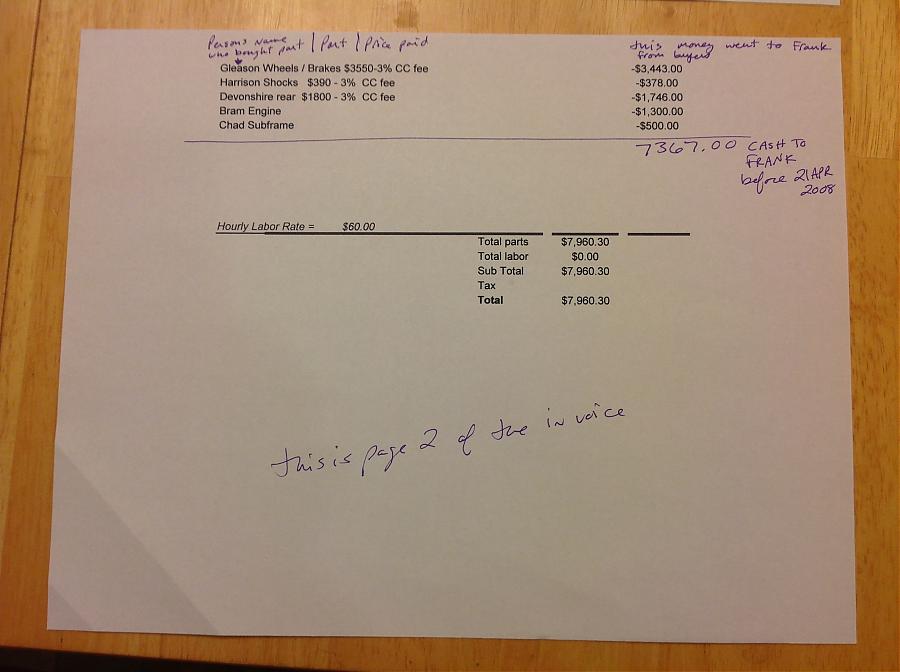 Persons Name | Part | Price paid
who bought part
this money went to Frank
from buyers
Gleason Wheels / Brakes $3550-3% CC fee -$3,443.00
Harrison Shocks $390 - 3% CC fee -$378.00
Devonshire rear $1800 - 3% CC fee -$1,746.00
Bram Engine -$1,300.00
Chad Subframe -$500.00
7367.00 CASH TO
FRANK
before 21 APR
2008
Hourly Labor Rate = $60.00
Total parts $7,960.30
Total labor $0.00
Sub Total $7,960.30
Tax
Total $7,960.30
this is page 2 of the invoice